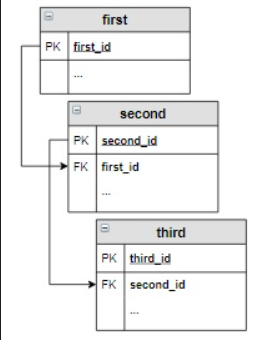 first
PK first_id
...
second
PK second_id
FK first_id
...
third
PK third_id
FK second_id
...